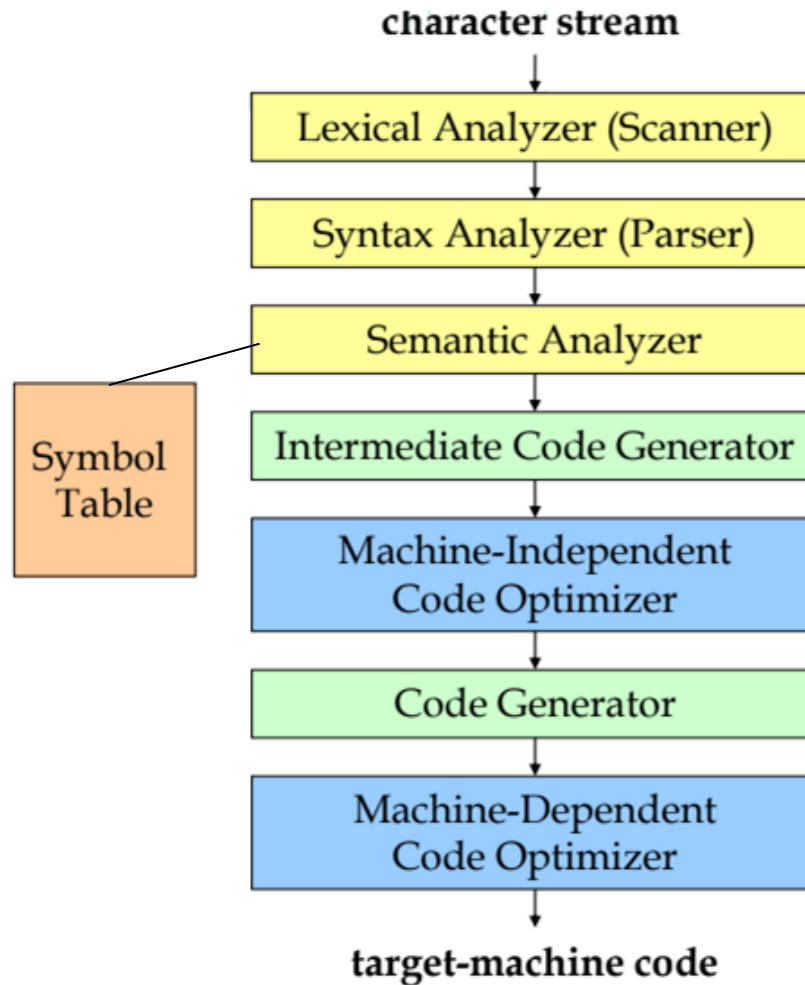 character stream
Lexical Analyzer (Scanner)
Syntax Analyzer (Parser)
Semantic Analyzer
Symbol
Table
Intermediate Code Generator
Machine-Independent
Code Optimizer
Code Generator
Machine-Dependent
Code Optimizer
target-machine code